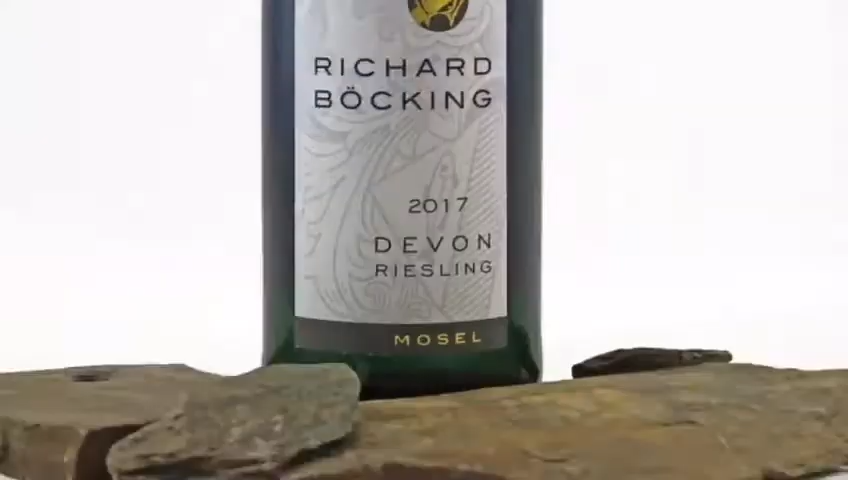 RICHARD
BÖCKING
2017
DEVON
RIESLING
MOSEL